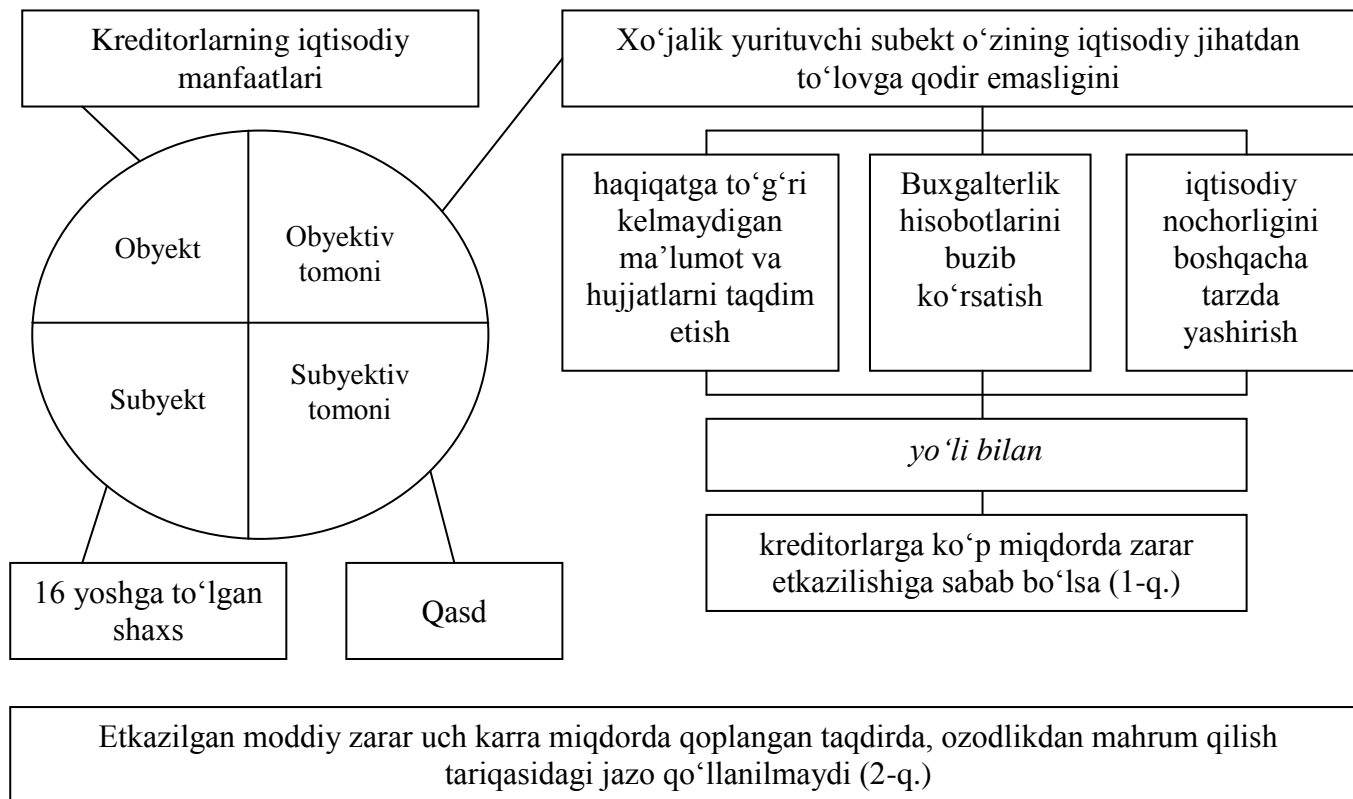 Kreditorlarning iqtisodiy
manfaatlari
Xo‘jalik yurituvchi subekt o‘zining iqtisodiy jihatdan
to‘lovga qodir emasligini
Obyekt
Obyektiv
tomoni
Subyekt
Subyektiv
tomoni
16 yoshga to‘lgan
shaxs
Qasd
haqiqatga to‘g‘ri
kelmaydigan
ma’lumot va
hujjatlarni taqdim
etish
Buxgalterlik
hisobotlarini
buzib
ko‘rsatish
iqtisodiy
nochorligini
boshqacha
tarzda
yashirish
yo‘li bilan
kreditorlarga ko‘p miqdorda zarar
etkazilishiga sabab bo‘lsa (1-q.)
Etkazilgan moddiy zarar uch karra miqdorda qoplangan taqdirda, ozodlikdan mahrum qilish
tariqasidagi jazo qo‘llanilmaydi (2-q.)